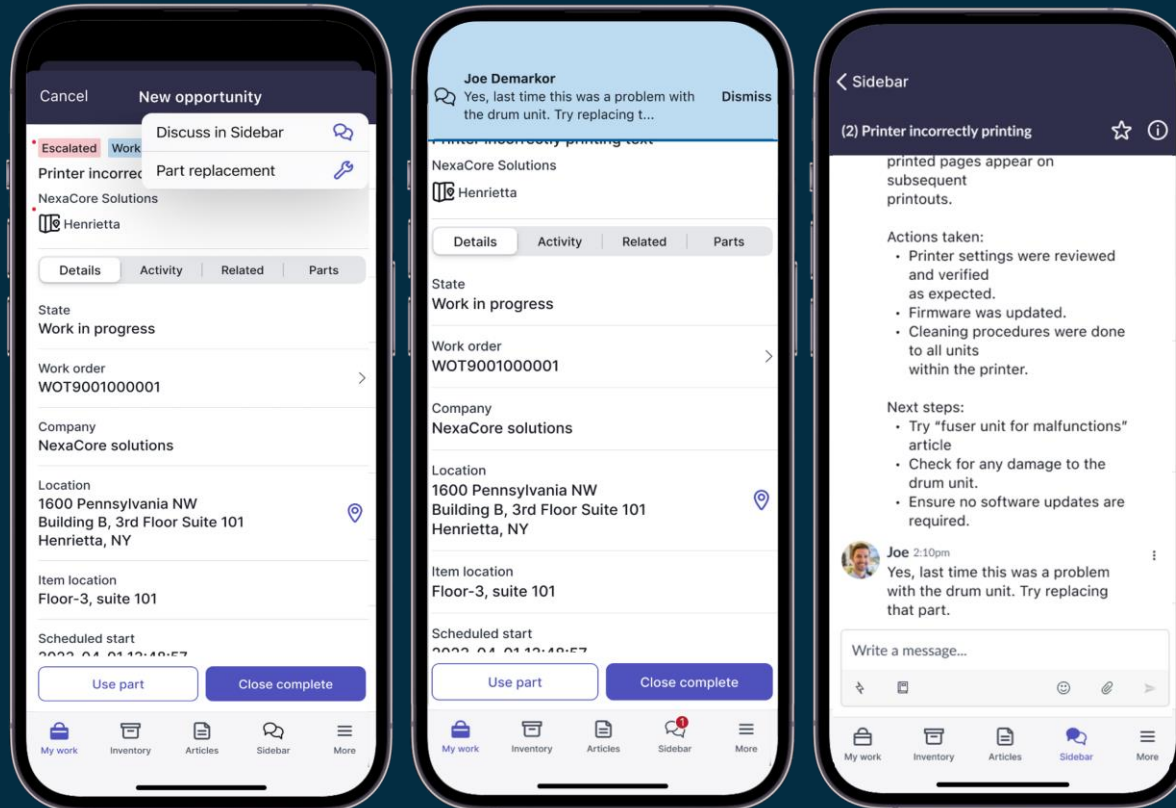 Cancel
New opportunity
Discuss in Sidebar
Part replacement
Escalated
Work
Printer incorrec
NexaCore Solutions
Henrietta
Details
Activity
Related
Parts
State
Work in progress
Work order
WOT9001000001
Company
NexaCore solutions
Location
1600 Pennsylvania NW
Building B, 3rd Floor Suite 101
Henrietta, NY
Item location
Floor-3, suite 101
Scheduled start
Use part
Close complete
My work
Inventory
Articles
Sidebar
More
Joe Demarkor
Yes, last time this was a problem with
the drum unit. Try replacing t...
Dismiss
Printer incorrectly printing text
NexaCore Solutions
Henrietta
Details
Activity
Related
Parts
State
Work in progress
Work order
WOT9001000001
Company
NexaCore solutions
Location
1600 Pennsylvania NW
Building B, 3rd Floor Suite 101
Henrietta, NY
Item location
Floor-3, suite 101
Scheduled start
Use part
Close complete
1
My work
Inventory
Articles
Sidebar
More
Sidebar
(2) Printer incorrectly printing
printed pages appear on
subsequent
printouts.
Actions taken:
• Printer settings were reviewed
and verified
as expected.
• Firmware was updated.
• Cleaning procedures were done
to all units
within the printer.
Next steps:
• Try “fuser unit for malfunctions”
article
• Check for any damage to the
drum unit.
• Ensure no software updates are
required.
Joe 2:10pm
Yes, last time this was a problem
with the drum unit. Try replacing
that part.
Write a message...
My work
Inventory
Articles
Sidebar
More